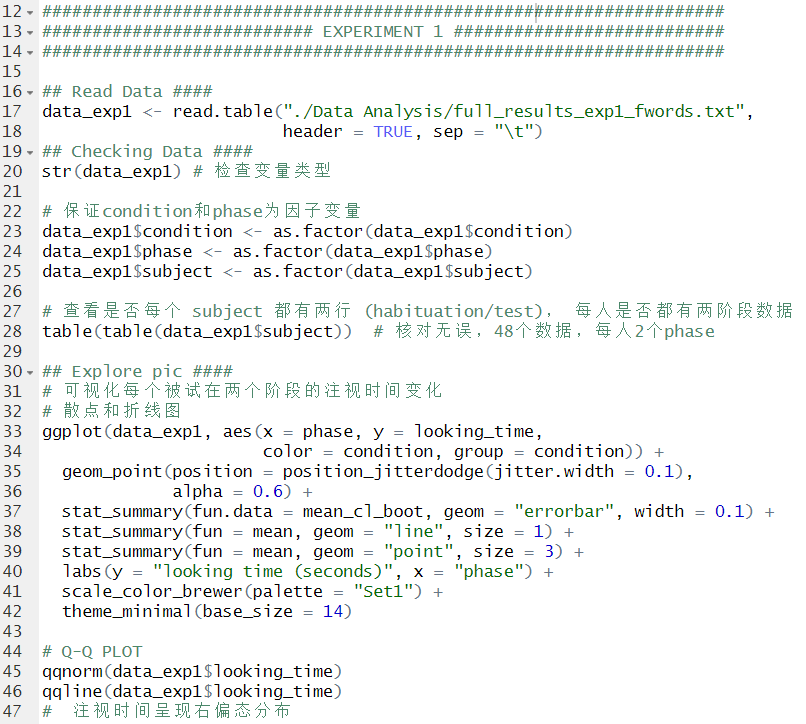 12 ####################################################################
13 ########################### EXPERIMENT 1 ###########################
14 ####################################################################
15
16 ## Read Data ####
17 data_exp1 <- read.table("./Data Analysis/full_results_exp1_fwords.txt",
18                         header = TRUE, sep = "\t")
19 ## Checking Data ####
20 str(data_exp1) # 检查变量类型
21
22 # 保证condition和phase为因子变量
23 data_exp1$condition <- as.factor(data_exp1$condition)
24 data_exp1$phase <- as.factor(data_exp1$phase)
25 data_exp1$subject <- as.factor(data_exp1$subject)
26
27 # 查看是否每个 subject 都有两行 (habituation/test), 每人是否都有两阶段数据
28 table(table(data_exp1$subject))  # 核对无误，48个数据，每人2个phase
29
30 ## Explore pic ####
31 # 可视化每个被试在两个阶段的注视时间变化
32 # 散点和折线图
33 ggplot(data_exp1, aes(x = phase, y = looking_time,
34                       color = condition, group = condition)) +
35   geom_point(position = position_jitterdodge(jitter.width = 0.1),
36              alpha = 0.6) +
37   stat_summary(fun.data = mean_cl_boot, geom = "errorbar", width = 0.1) +
38   stat_summary(fun = mean, geom = "line", size = 1) +
39   stat_summary(fun = mean, geom = "point", size = 3) +
40   labs(y = "looking time (seconds)", x = "phase") +
41   scale_color_brewer(palette = "Set1") +
42   theme_minimal(base_size = 14)
43
44 # Q-Q PLOT
45 qqnorm(data_exp1$looking_time)
46 qqline(data_exp1$looking_time)
47 #  注视时间呈现右偏态分布